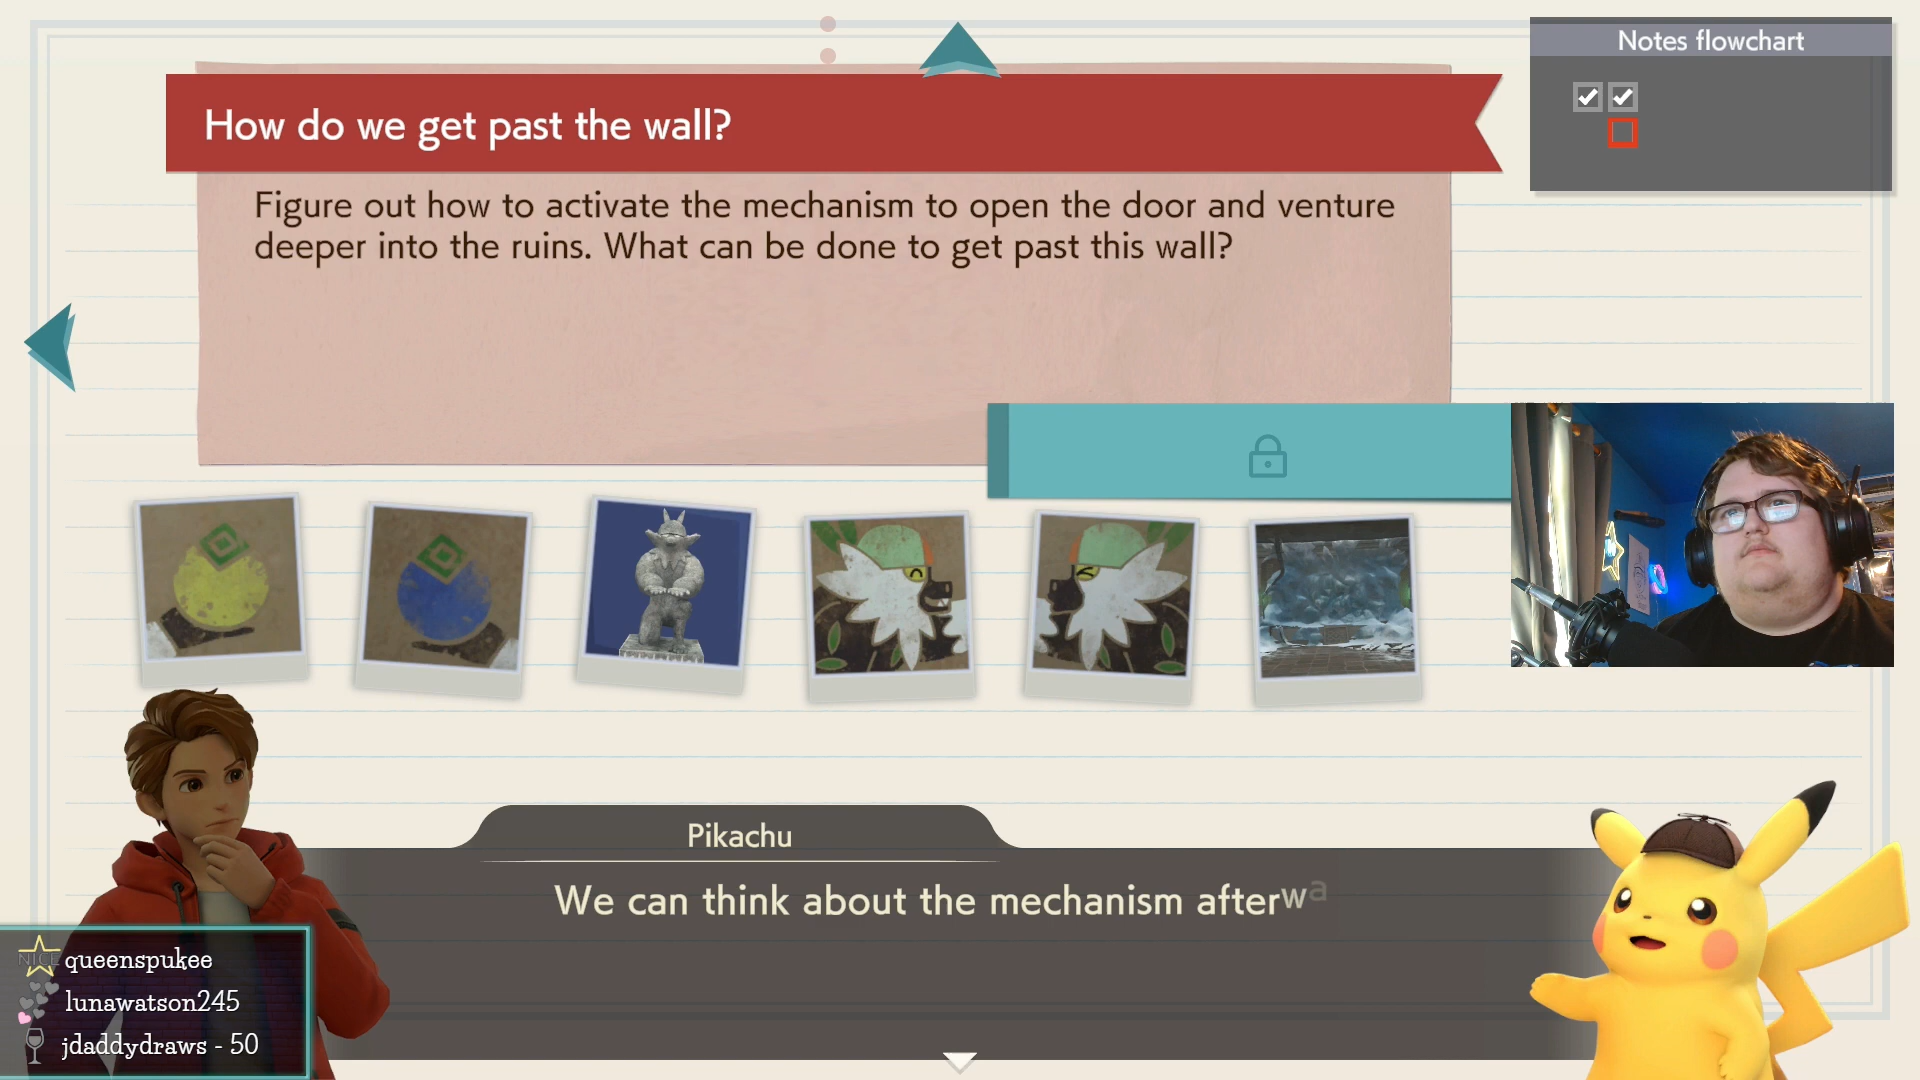 Notes flowchart
How do we get past the wall?
Figure out how to activate the mechanism to open the door and venture
deeper into the ruins. What can be done to get past this wall?
Pikachu
We can think about the mechanism afterwa
NICE
queenspukee
lunawatson245
jdaddydraws - 50